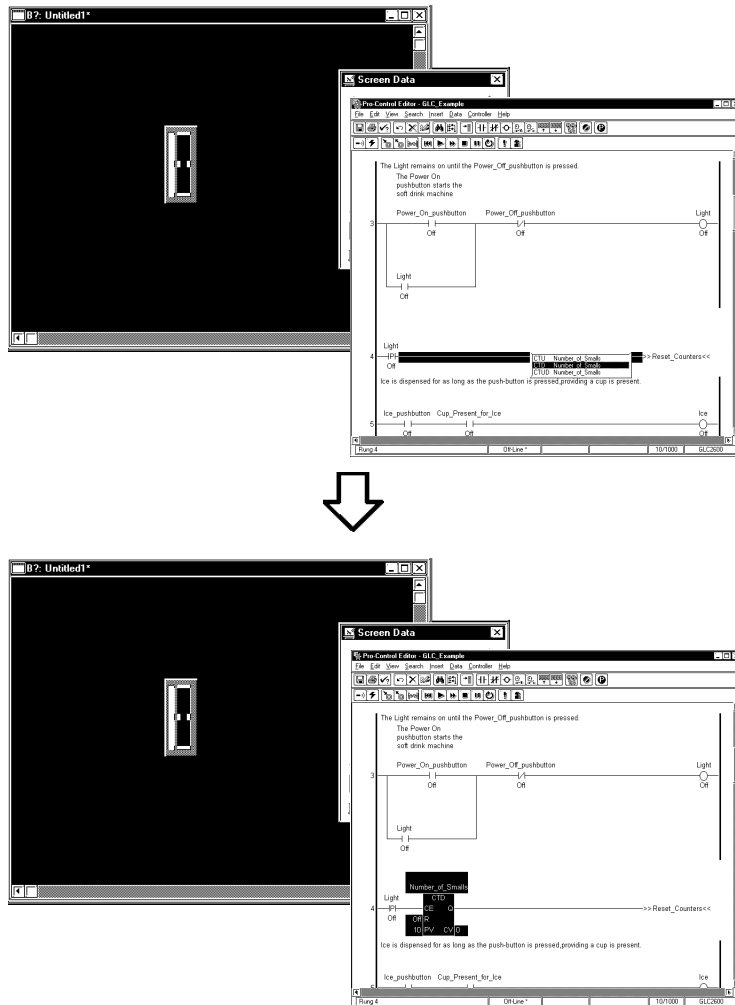 B?: Untitled1*
Screen Data
Pro-Control Editor - GLC_Example
File Edit View Search Insert Data Controller Help
The Light remains on until the Power_Off_pushbutton is pressed.
The Power On
pushbutton starts the
soft drink machine
Power_On_pushbutton Power_Off_pushbutton Light
3
Off Off Off
Light
Off
Light
4 P CTU Number_of_Smalls >> Reset_Counters<<
CTD Number_of_Smalls
Off CTUD Number_of_Smalls
Ice is dispensed for as long as the push-button is pressed,providing a cup is present.
Ice_pushbutton Cup_Present_for_Ice Ice
5
Off Off Off
Rung 4 Off-Line * 10/1000 GLC2600
B?: Untitled1*
Screen Data
Pro-Control Editor - GLC_Example
File Edit View Search Insert Data Controller Help
The Light remains on until the Power_Off_pushbutton is pressed.
The Power On
pushbutton starts the
soft drink machine
Power_On_pushbutton Power_Off_pushbutton Light
3
Off Off Off
Light
Off
Number_of_Smalls
Light CTD
4 P CE Q >> Reset_Counters<<
Off Off R
10 PV CV 0
Ice is dispensed for as long as the push-button is pressed,providing a cup is present.
Ice_pushbutton Cup_Present_for_Ice Ice
5
Rung 4 Off-Line * 10/1000 GLC2600